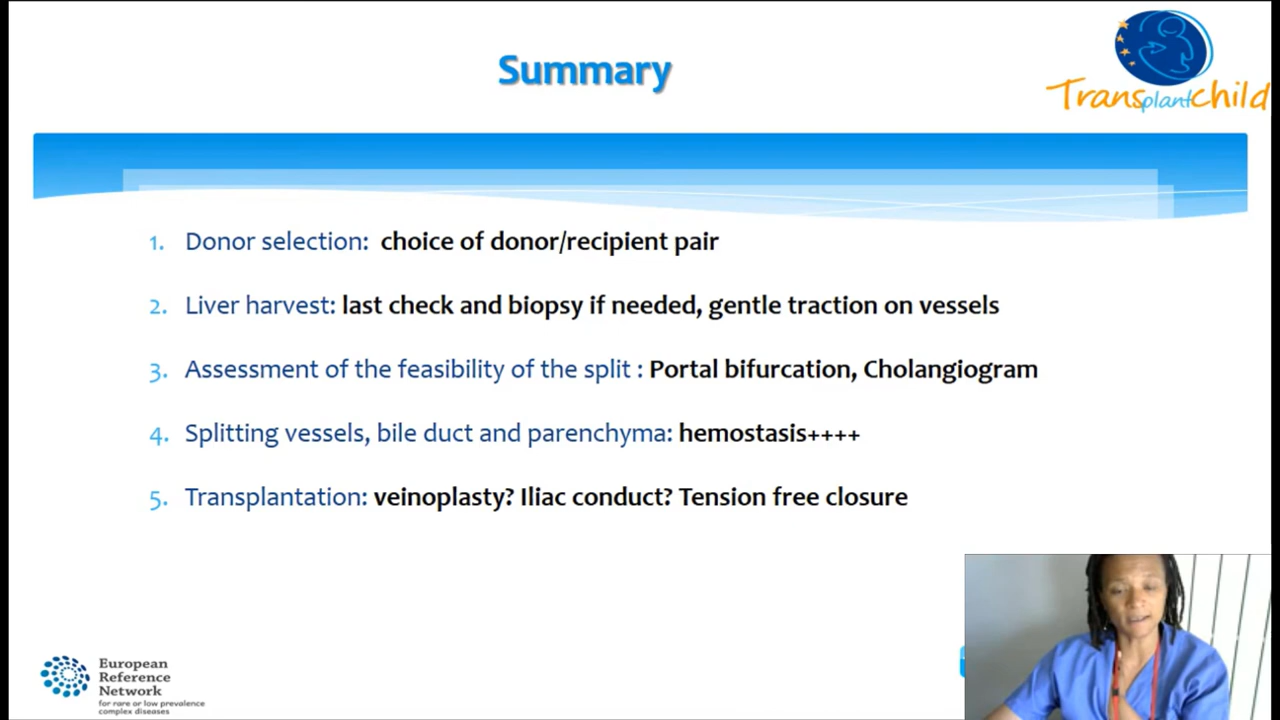 Summary
Transplantchild
1. Donor selection: choice of donor/recipient pair
2. Liver harvest: last check and biopsy if needed, gentle traction on vessels
3. Assessment of the feasibility of the split : Portal bifurcation, Cholangiogram
4. Splitting vessels, bile duct and parenchyma: hemostasis++++
5. Transplantation: veinoplasty? Iliac conduct? Tension free closure
European
Reference
Network
for rare or low prevalence
complex diseases